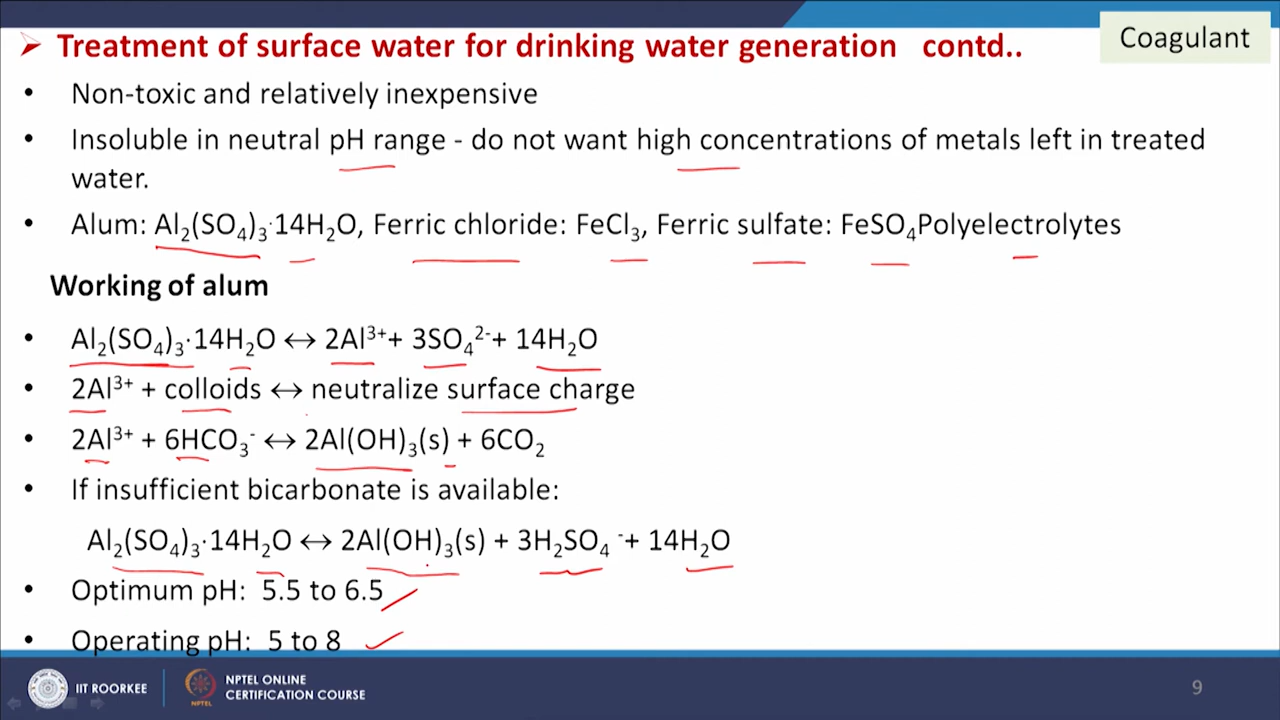 ➢ Treatment of surface water for drinking water generation contd..
Coagulant
• Non-toxic and relatively inexpensive
• Insoluble in neutral pH range - do not want high concentrations of metals left in treated
water.
• Alum: Al₂(SO₄)₃·14H₂O, Ferric chloride: FeCl₃, Ferric sulfate: FeSO₄Polyelectrolytes
Working of alum
• Al₂(SO₄)₃·14H₂O ↔ 2Al³⁺+ 3SO₄²⁻+ 14H₂O
• 2Al³⁺ + colloids ↔ neutralize surface charge
• 2Al³⁺ + 6HCO₃⁻ ↔ 2Al(OH)₃(s) + 6CO₂
• If insufficient bicarbonate is available:
Al₂(SO₄)₃·14H₂O ↔ 2Al(OH)₃(s) + 3H₂SO₄ ⁻+ 14H₂O
• Optimum pH: 5.5 to 6.5
• Operating pH: 5 to 8
IIT ROORKEE
NPTEL
NPTEL ONLINE
CERTIFICATION COURSE
9